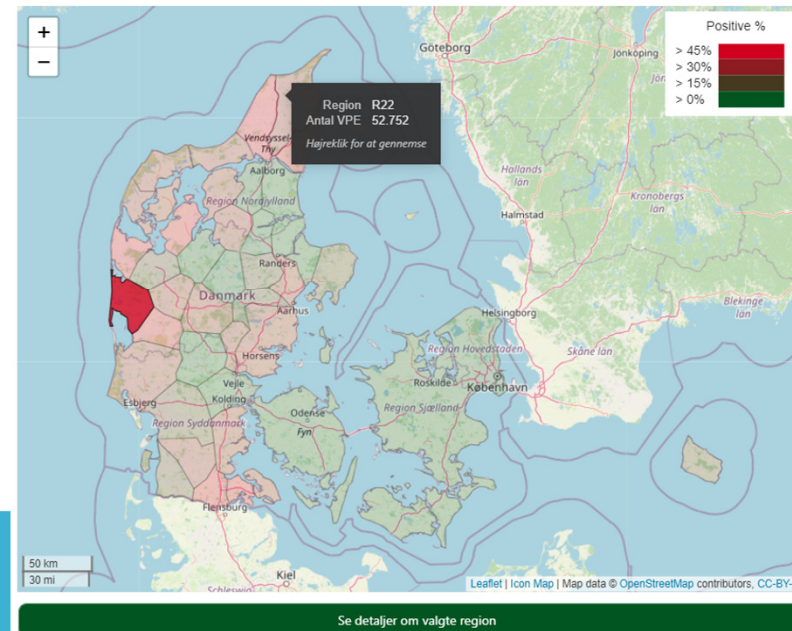 +
−
Positive %
> 45%
> 30%
> 15%
> 0%
Göteborg
Jönköping
Region R22
Antal VPE 52.752
Højreklik for at gennemse
Vendsyssel-
Thy
Aalborg
Region Nordjylland
Hallands
län
Kronobergs
län
Halmstad
Randers
Danmark
Aarhus
Blekinge
län
Helsingborg
Skåne län
Region Hovedstaden
Horsens
Roskilde
København
Vejle
Kolding
Region Sjælland
Esbjerg
Odense
Fyn
Region Syddanmark
Flensburg
50 km
30 mi
Kiel
Schleswig
Leaflet | Icon Map | Map data © OpenStreetMap contributors, CC-BY-
Se detaljer om valgte region